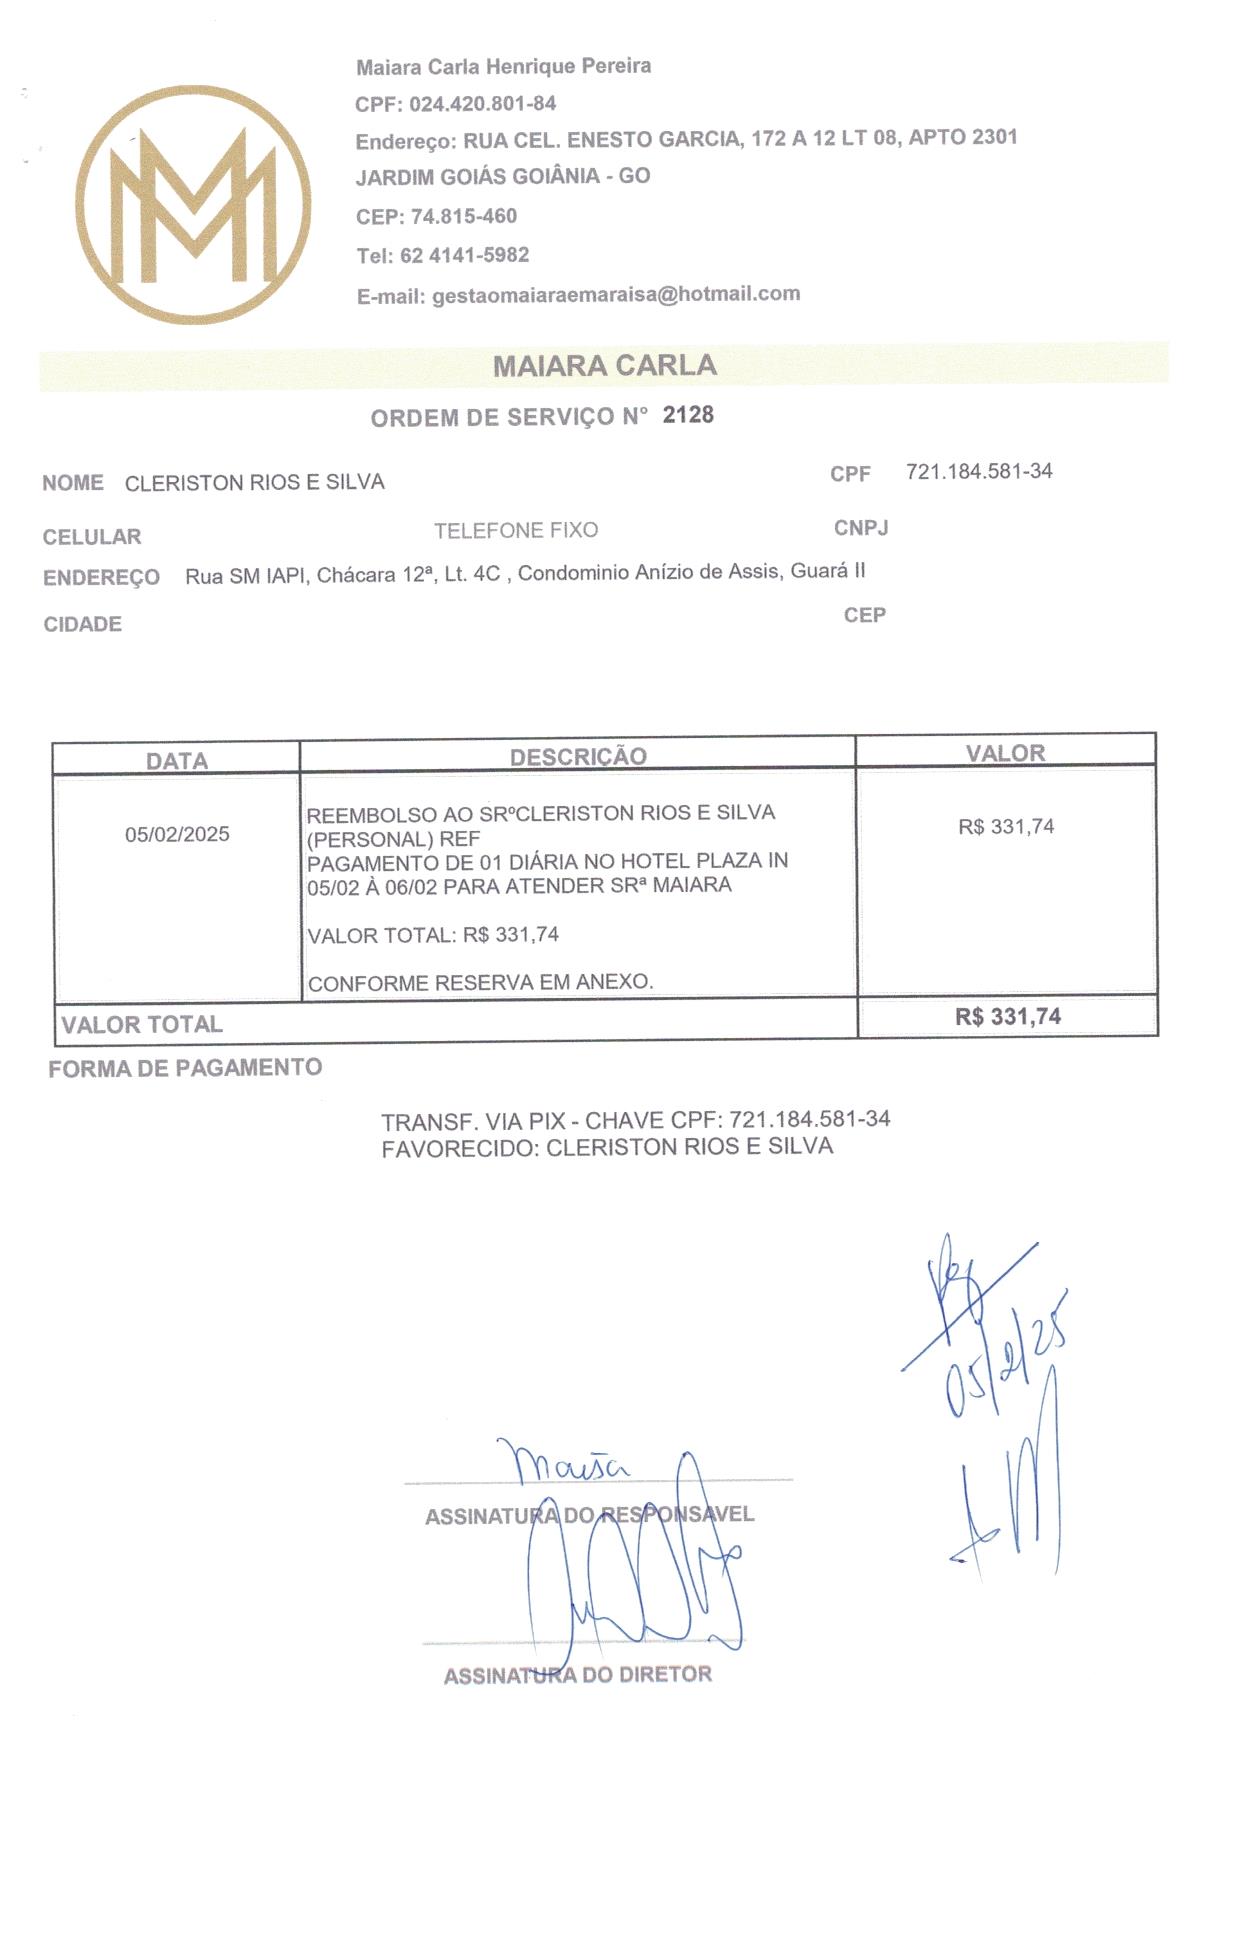 Maiara Carla Henrique Pereira
CPF: 024.420.801-84
Endereço: RUA CEL. ENESTO GARCIA, 172 A 12 LT 08, APTO 2301
JARDIM GOIÁS GOIÂNIA - GO
CEP: 74.815-460
Tel: 62 4141-5982
E-mail: gestaomaiaraemaraisa@hotmail.com
MAIARA CARLA
ORDEM DE SERVIÇO N° 2128
NOME CLERISTON RIOS E SILVA CPF 721.184.581-34
CELULAR TELEFONE FIXO CNPJ
ENDEREÇO Rua SM IAPI, Chácara 12ª, Lt. 4C , Condominio Anízio de Assis, Guará II
CIDADE CEP
DATA DESCRIÇÃO VALOR
05/02/2025 REEMBOLSO AO SRºCLERISTON RIOS E SILVA R$ 331,74
(PERSONAL) REF
PAGAMENTO DE 01 DIÁRIA NO HOTEL PLAZA IN
05/02 À 06/02 PARA ATENDER SRª MAIARA
VALOR TOTAL: R$ 331,74
CONFORME RESERVA EM ANEXO.
VALOR TOTAL R$ 331,74
FORMA DE PAGAMENTO
TRANSF. VIA PIX - CHAVE CPF: 721.184.581-34
FAVORECIDO: CLERISTON RIOS E SILVA
05/2/25
ASSINATURA DO RESPONSAVEL
ASSINATURA DO DIRETOR